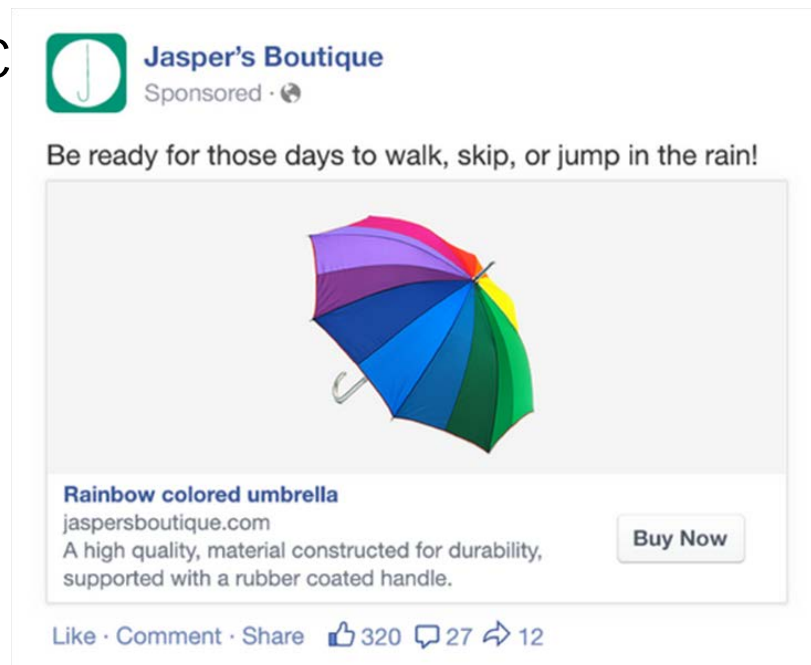 C
Jasper's Boutique
Sponsored ·
Be ready for those days to walk, skip, or jump in the rain!
Rainbow colored umbrella
jaspersboutique.com
A high quality, material constructed for durability,
supported with a rubber coated handle.
Buy Now
Like · Comment · Share 320 27 12